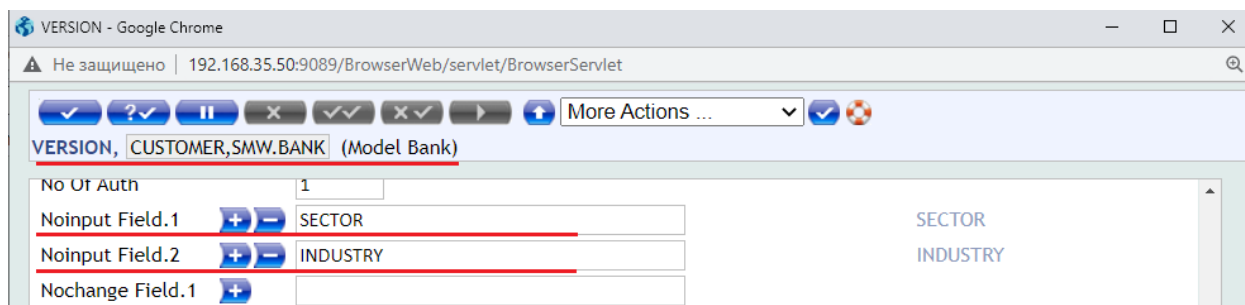 VERSION - Google Chrome
Не защищено | 192.168.35.50:9089/BrowserWeb/servlet/BrowserServlet
More Actions ...
VERSION, CUSTOMER,SMW.BANK (Model Bank)
No Of Auth 1
Noinput Field.1 SECTOR SECTOR
Noinput Field.2 INDUSTRY INDUSTRY
Nochange Field.1